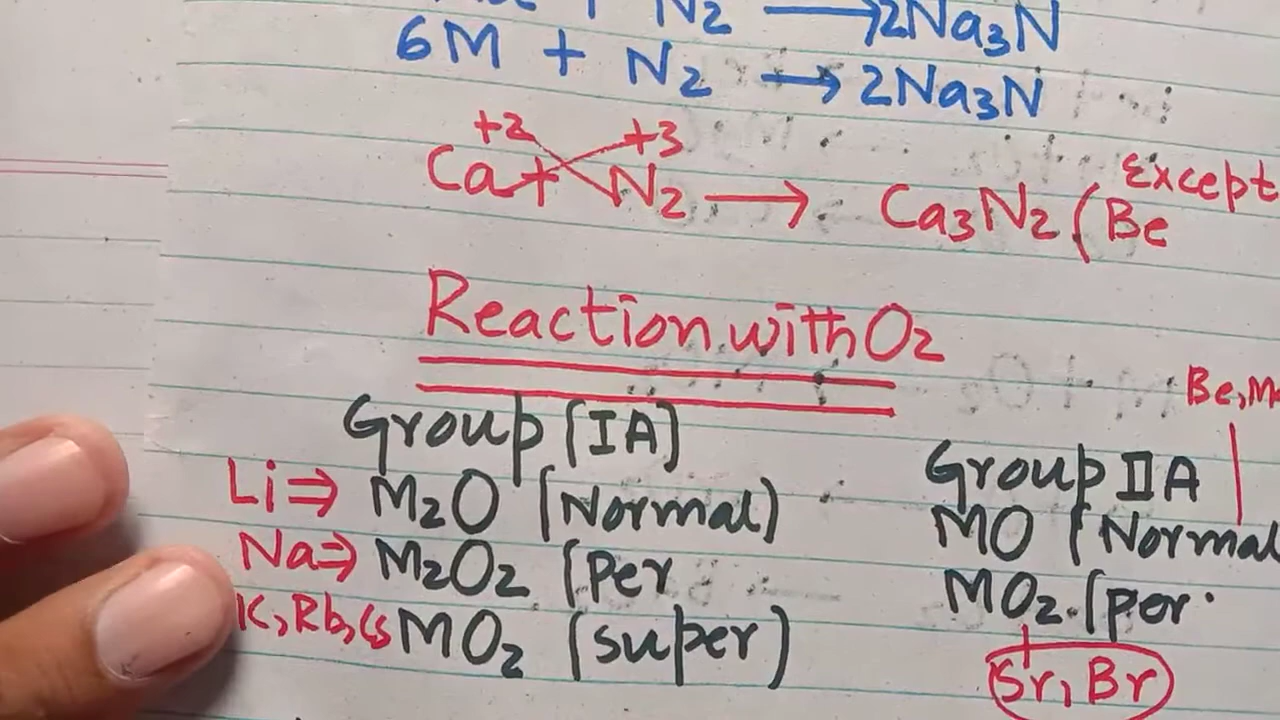 + N2 → 2Na3N
6M + N2 → 2Na3N
+2 +3
Ca + N2 → Ca3N2 (Except Be
Reaction with O2
Group [IA]
Li ⇒ M2O (Normal)
Na ⇒ M2O2 (Per
K, Rb, Cs MO2 (super)
Be,
Group IIA
MO (Normal
MO2 (per
Sr, Br